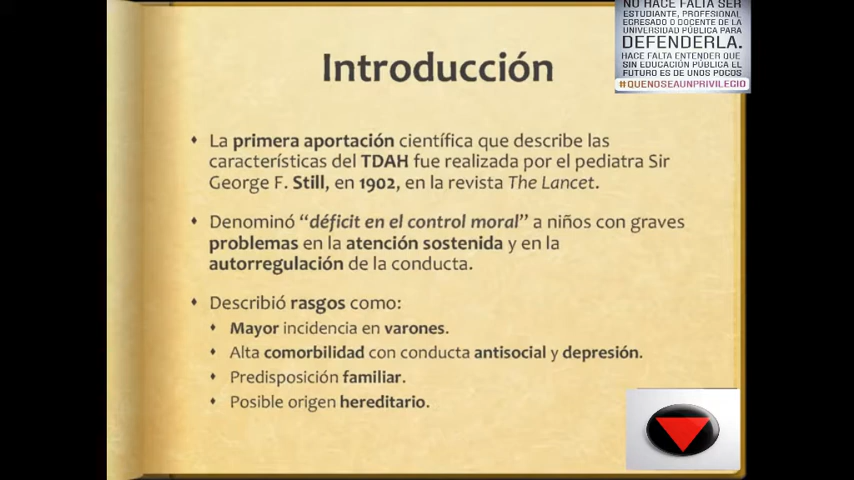 NO HACE FALTA SER
ESTUDIANTE, PROFESIONAL
EGRESADO O DOCENTE DE LA
UNIVERSIDAD PÚBLICA PARA
DEFENDERLA.
HACE FALTA ENTENDER QUE
SIN EDUCACIÓN PÚBLICA EL
FUTURO ES DE UNOS POCOS
#QUENOSEAUNPRIVILEGIO
Introducción
La primera aportación científica que describe las
características del TDAH fue realizada por el pediatra Sir
George F. Still, en 1902, en la revista The Lancet.
Denominó “déficit en el control moral” a niños con graves
problemas en la atención sostenida y en la
autorregulación de la conducta.
Describió rasgos como:
Mayor incidencia en varones.
Alta comorbilidad con conducta antisocial y depresión.
Predisposición familiar.
Posible origen hereditario.